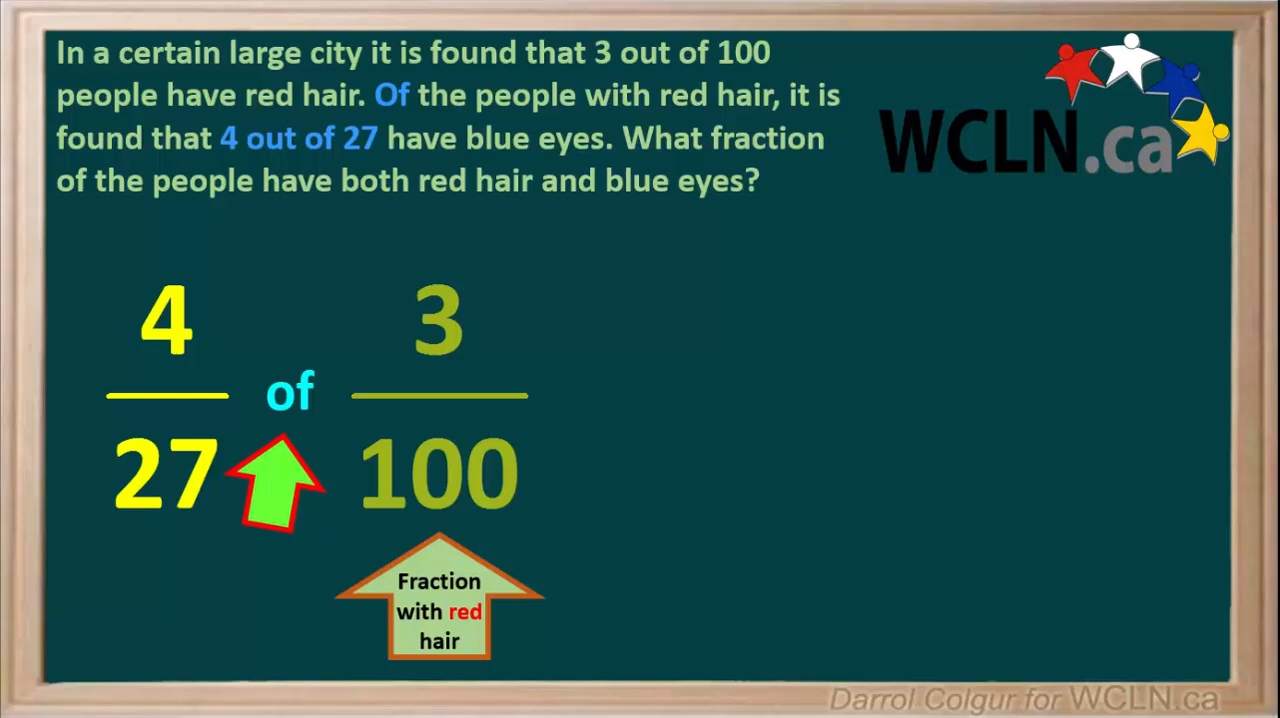 In a certain large city it is found that 3 out of 100
people have red hair. Of the people with red hair, it is
found that 4 out of 27 have blue eyes. What fraction
of the people have both red hair and blue eyes?
WCLN.ca
4
27
of
3
100
Fraction
with red
hair
Darrol Colgur for WCLN.ca